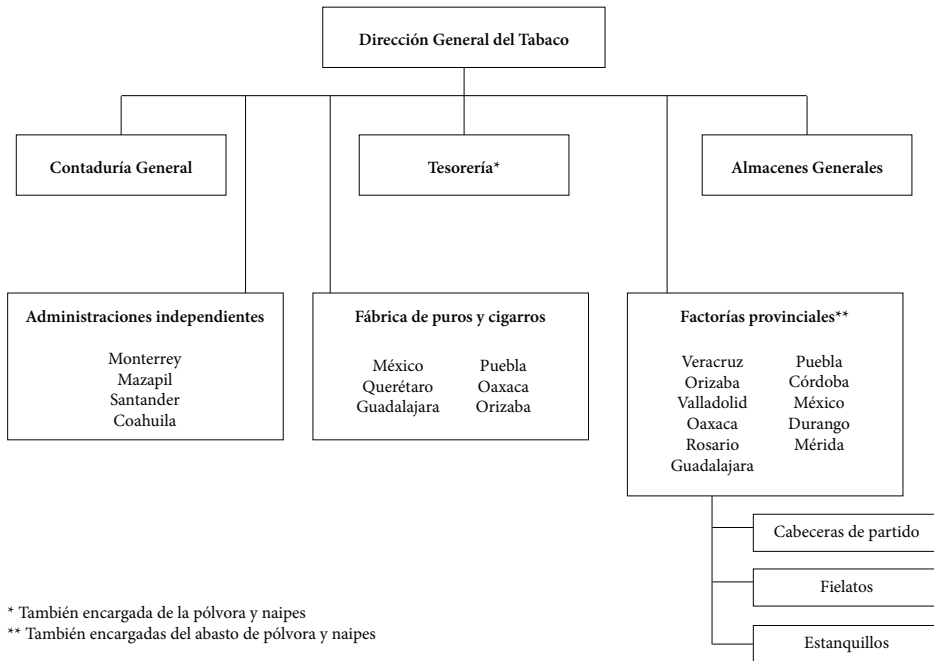 Dirección General del Tabaco
Contaduría General
Tesorería*
Almacenes Generales
Administraciones independientes
Monterrey
Mazapil
Santander
Coahuila
Fábrica de puros y cigarros
México Puebla
Querétaro Oaxaca
Guadalajara Orizaba
Factorías provinciales**
Veracruz Puebla
Orizaba Córdoba
Valladolid México
Oaxaca Durango
Rosario Mérida
Guadalajara
Cabeceras de partido
Fielatos
Estanquillos
* También encargada de la pólvora y naipes
** También encargadas del abasto de pólvora y naipes